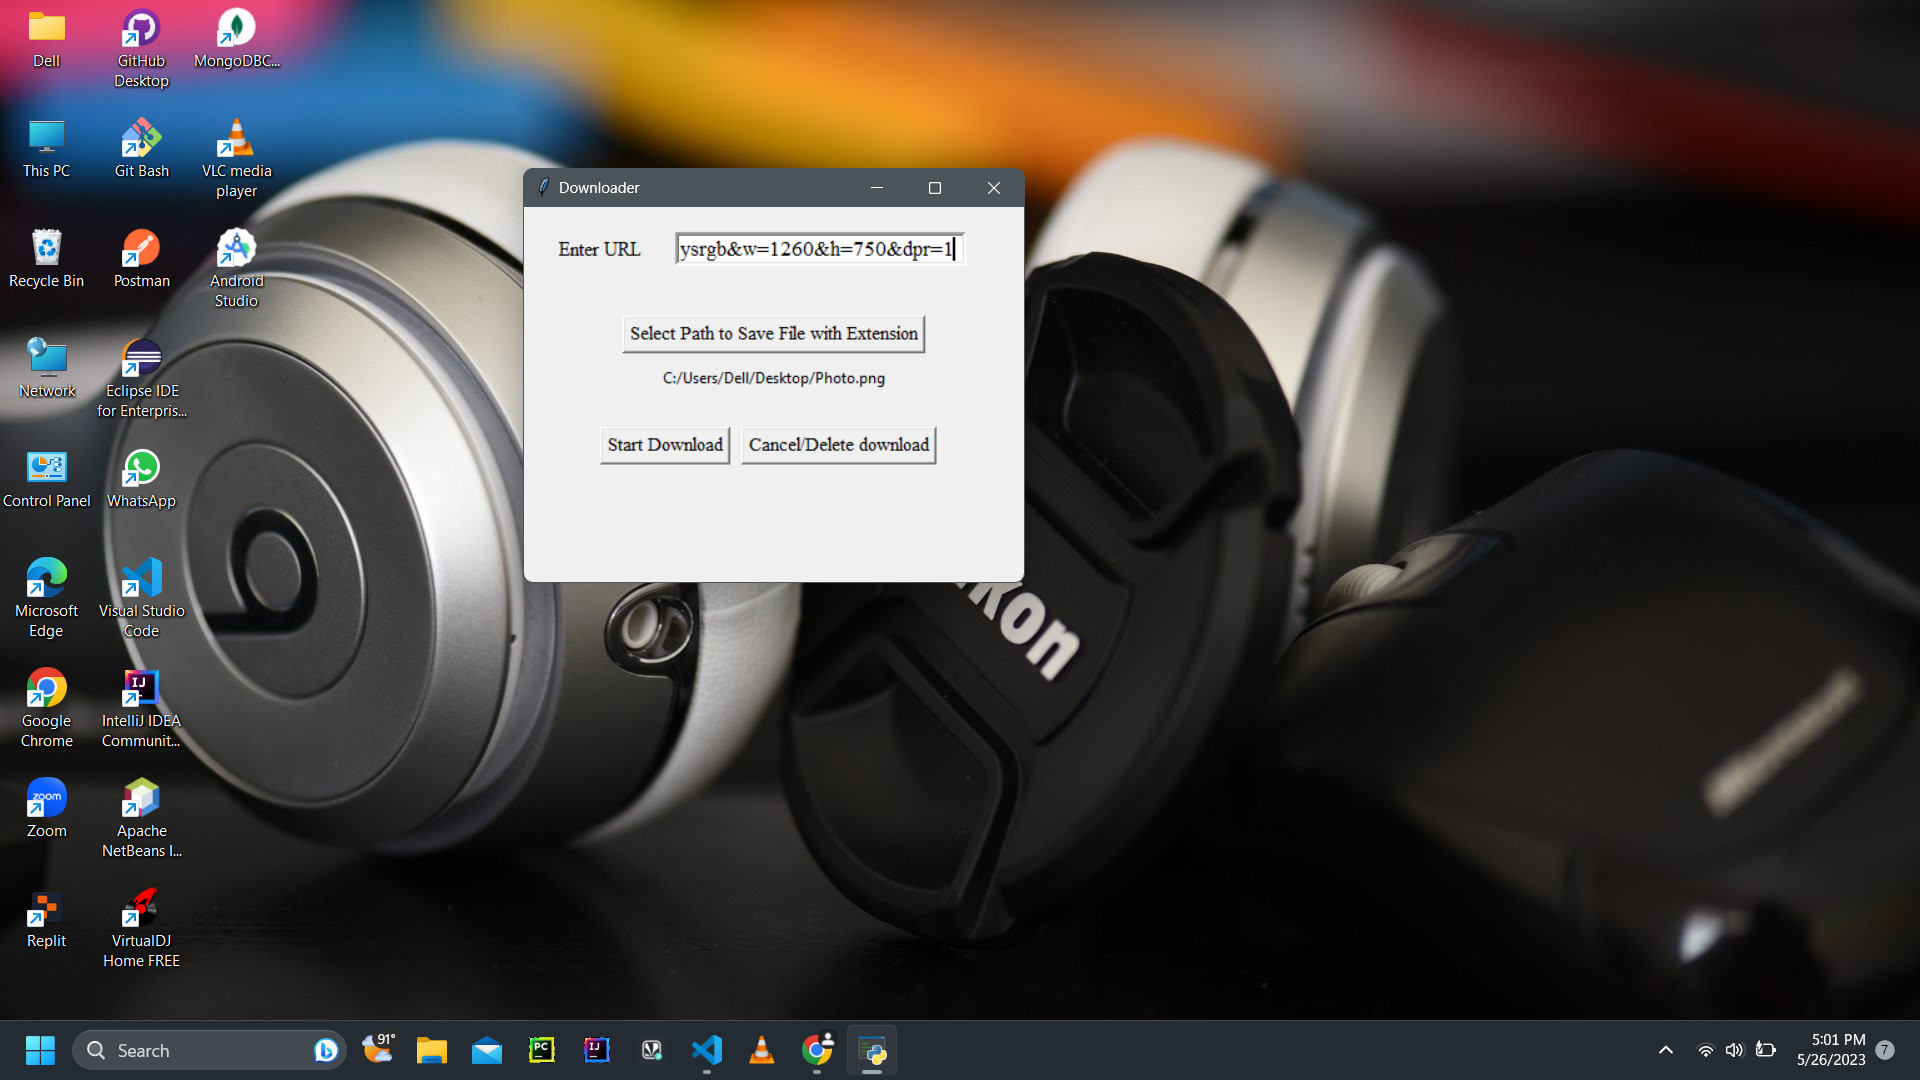 Dell
GitHub
Desktop
MongoDBC...
This PC
Git Bash
VLC media
player
Recycle Bin
Postman
Android
Studio
Network
Eclipse IDE
for Enterpris...
Control Panel
WhatsApp
Microsoft
Edge
Visual Studio
Code
Google
Chrome
IntelliJ IDEA
Communit...
Zoom
Apache
NetBeans I...
Replit
VirtualDJ
Home FREE
Downloader
Enter URL
ysrgb&w=1260&h=750&dpr=1
Select Path to Save File with Extension
C:/Users/Dell/Desktop/Photo.png
Start Download
Cancel/Delete download
kon
zoom
IJ
Search
91°
PC
IJ
5:01 PM
5/26/2023
7